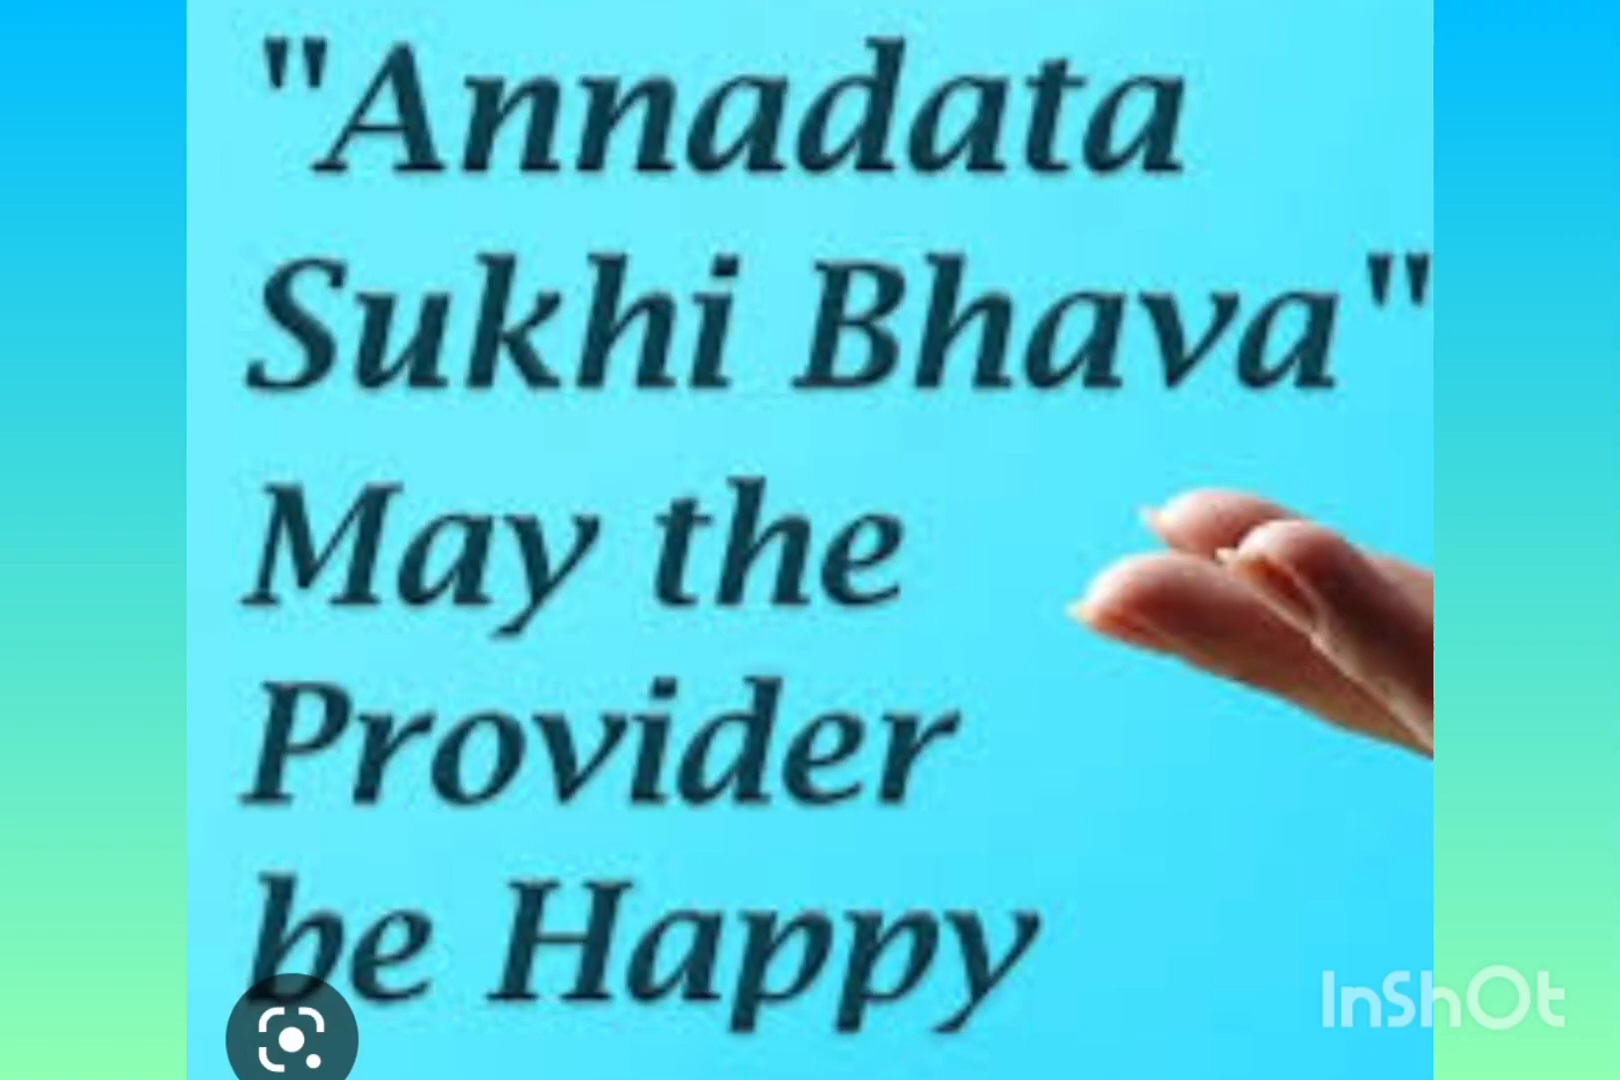 "Annadata
Sukhi Bhava"
May the
Provider
be Happy
InShOt